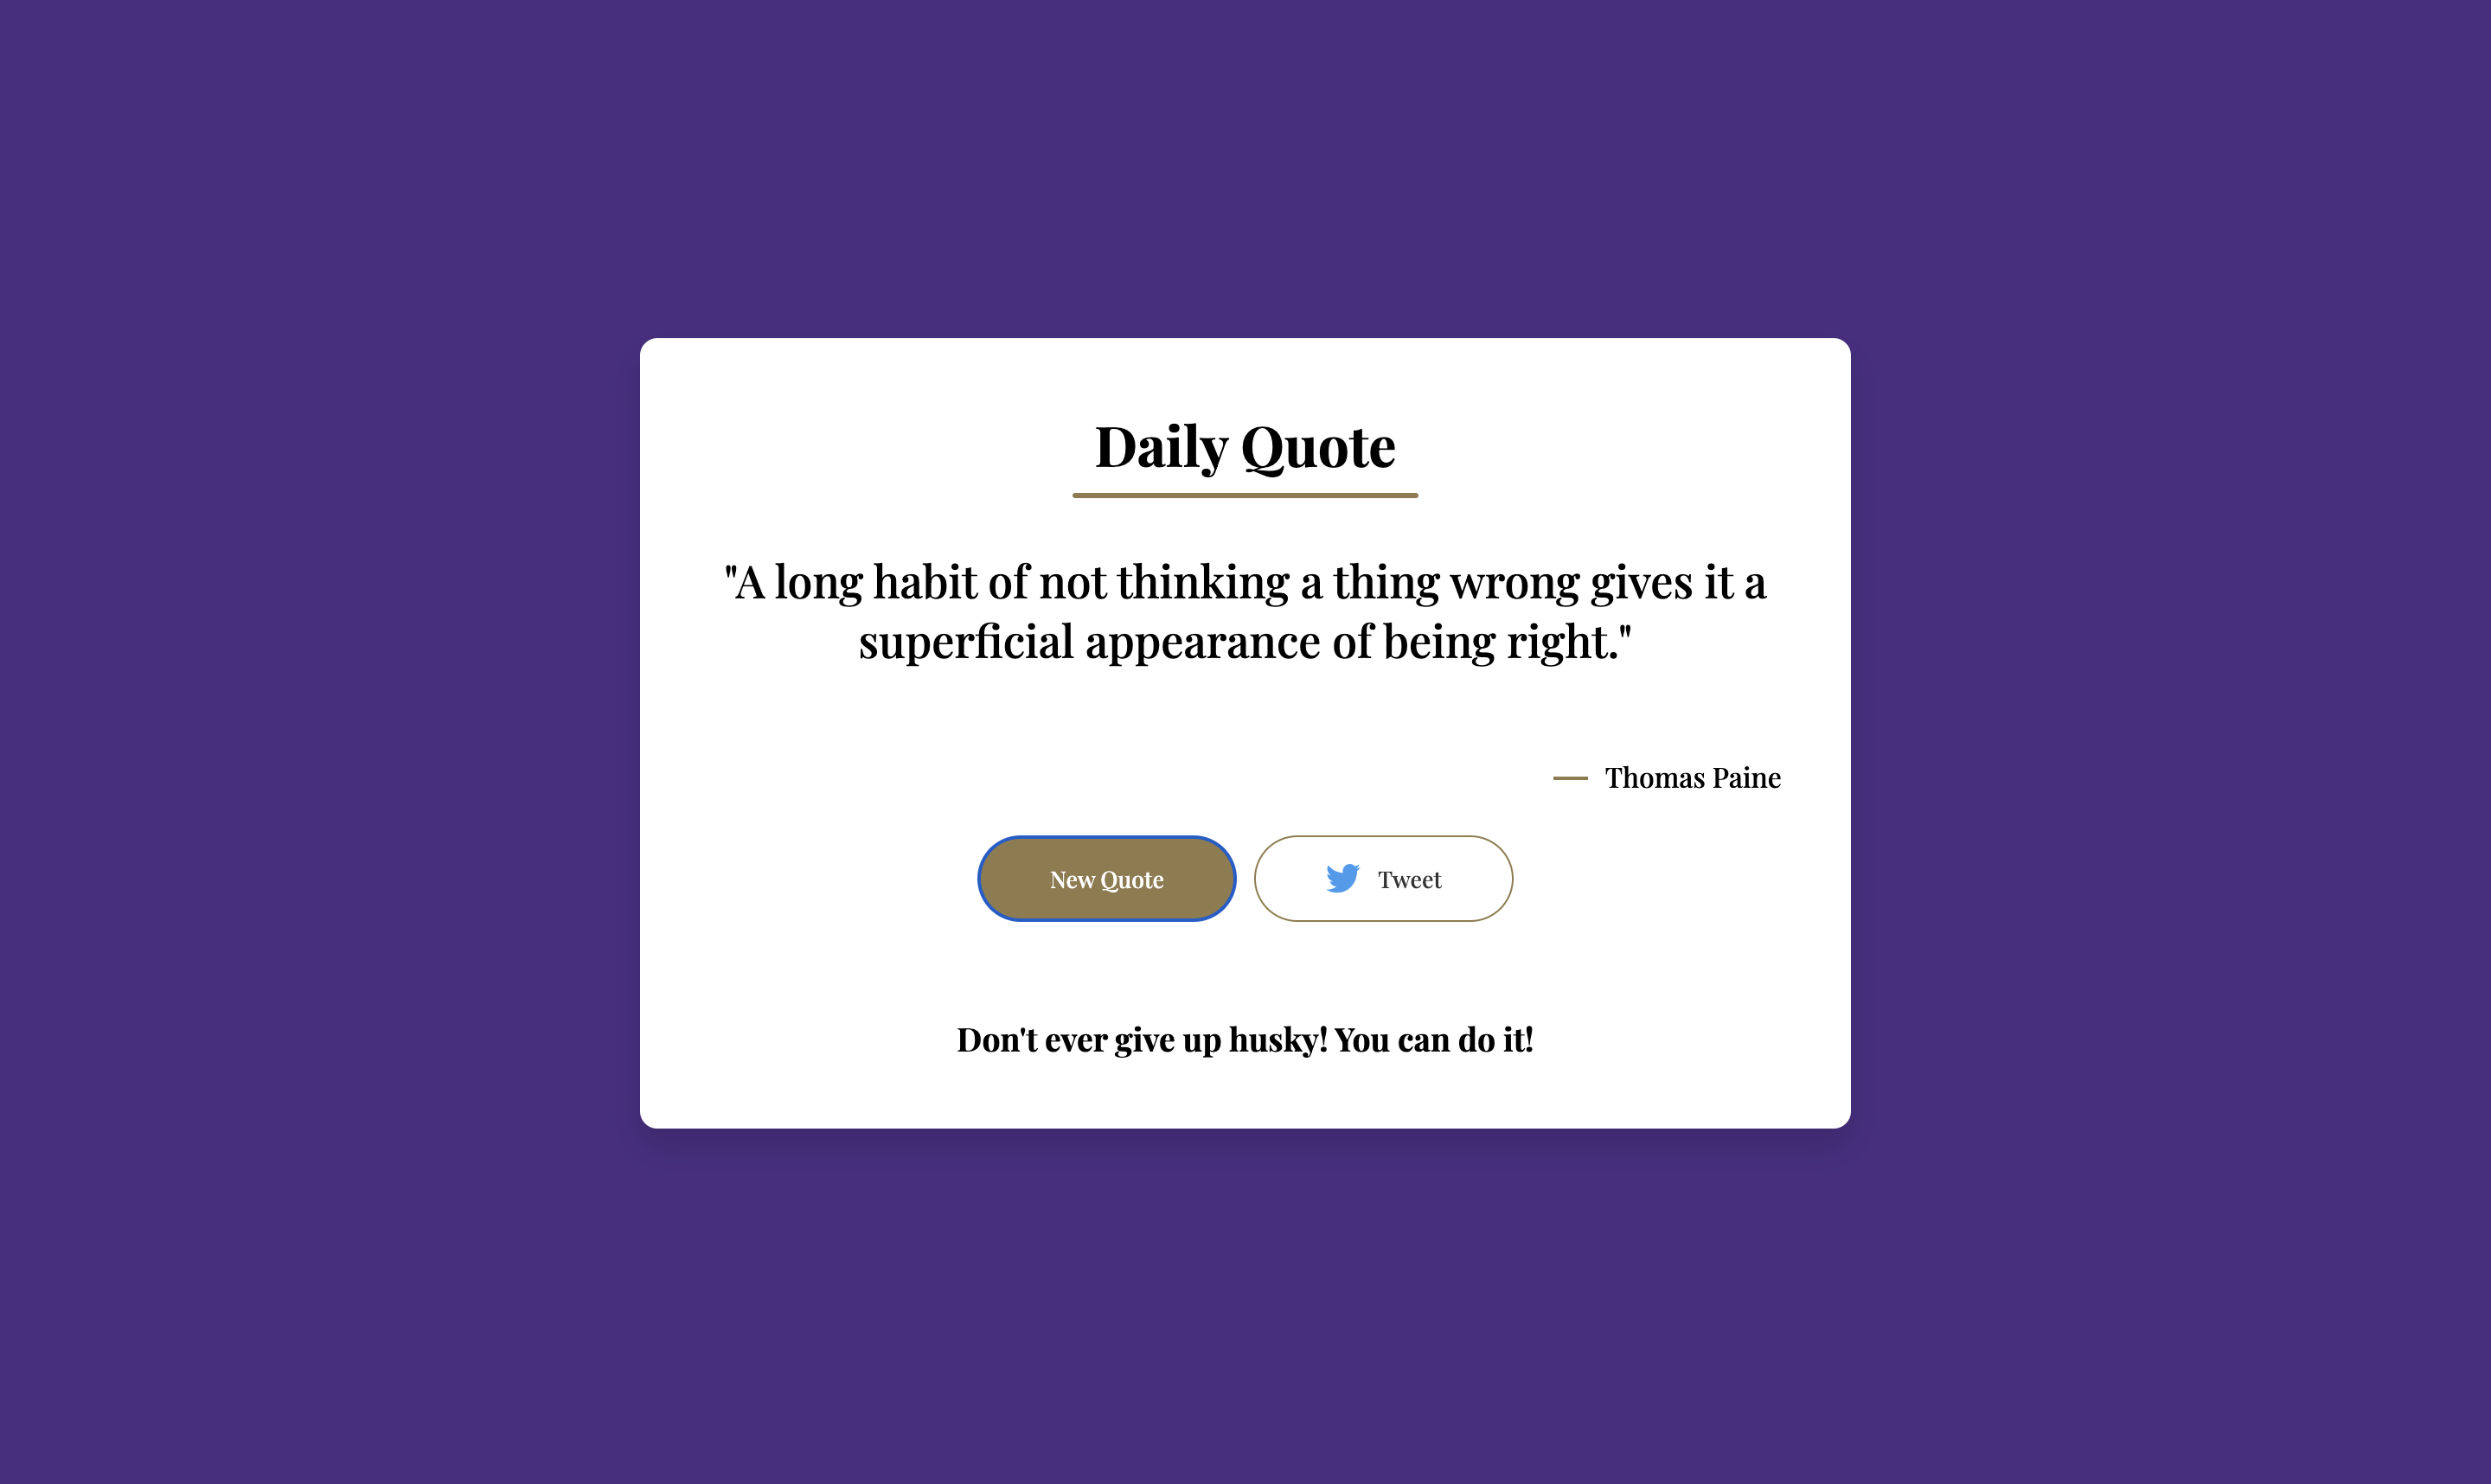 Daily Quote
"A long habit of not thinking a thing wrong gives it a
superficial appearance of being right."
— Thomas Paine
New Quote
Tweet
Don't ever give up husky! You can do it!